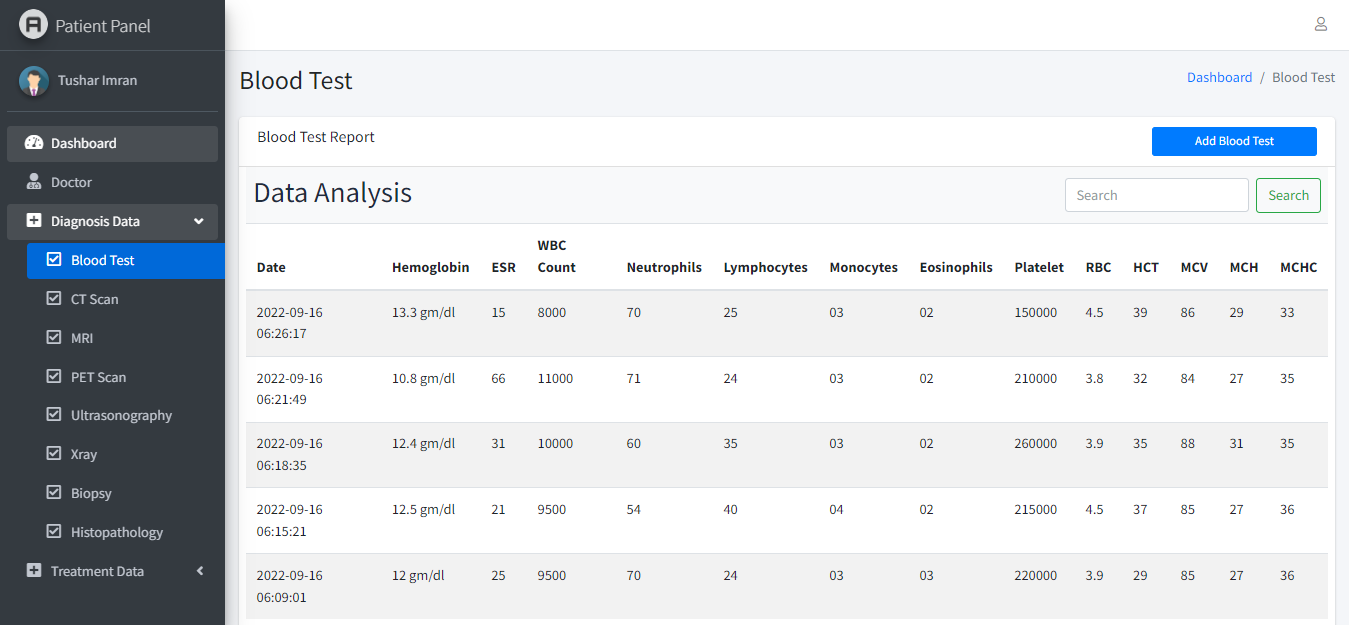 Patient Panel
Tushar Imran
Dashboard
Doctor
Diagnosis Data
Blood Test
CT Scan
MRI
PET Scan
Ultrasonography
Xray
Biopsy
Histopathology
Treatment Data
Blood Test
Dashboard / Blood Test
Blood Test Report
Add Blood Test
Data Analysis
Search
Search
Date Hemoglobin ESR WBC Count Neutrophils Lymphocytes Monocytes Eosinophils Platelet RBC HCT MCV MCH MCHC
2022-09-16 13.3 gm/dl 15 8000 70 25 03 02 150000 4.5 39 86 29 33
06:26:17
2022-09-16 10.8 gm/dl 66 11000 71 24 03 02 210000 3.8 32 84 27 35
06:21:49
2022-09-16 12.4 gm/dl 31 10000 60 35 03 02 260000 3.9 35 88 31 35
06:18:35
2022-09-16 12.5 gm/dl 21 9500 54 40 04 02 215000 4.5 37 85 27 36
06:15:21
2022-09-16 12 gm/dl 25 9500 70 24 03 03 220000 3.9 29 85 27 36
06:09:01